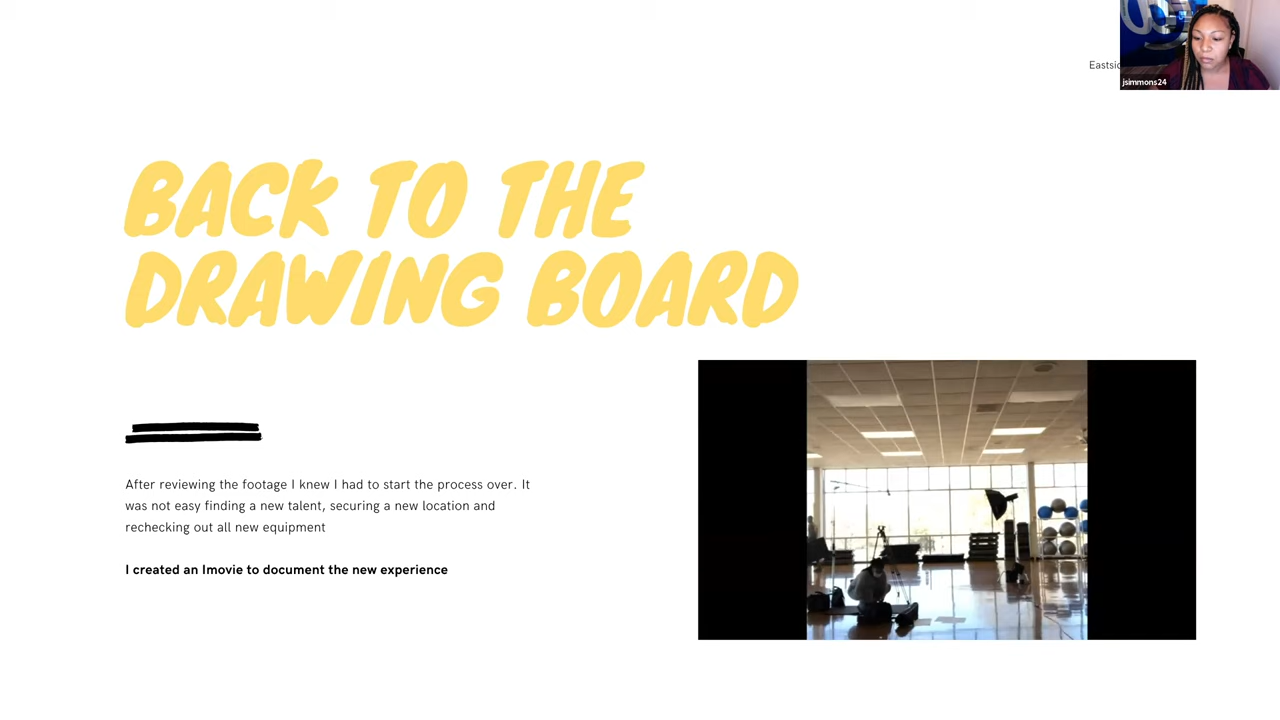 jsimmons24
BACK TO THE
DRAWING BOARD
After reviewing the footage I knew I had to start the process over. It
was not easy finding a new talent, securing a new location and
rechecking out all new equipment
I created an Imovie to document the new experience